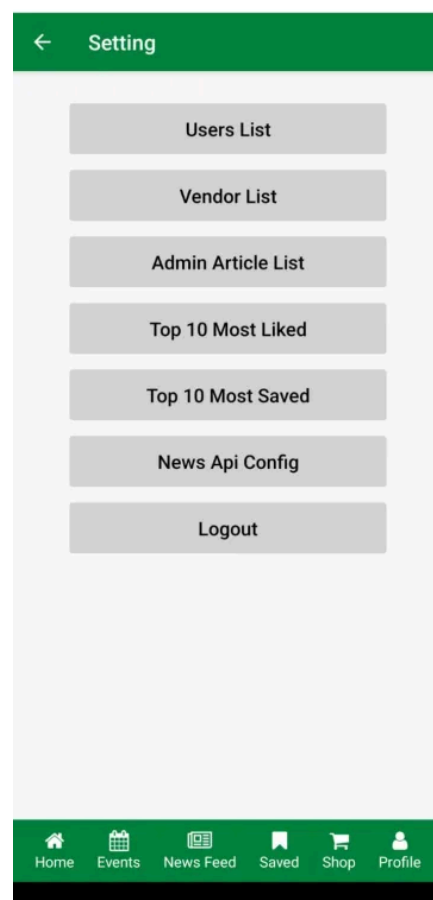 Setting
Users List
Vendor List
Admin Article List
Top 10 Most Liked
Top 10 Most Saved
News Api Config
Logout
Home Events News Feed Saved Shop Profile